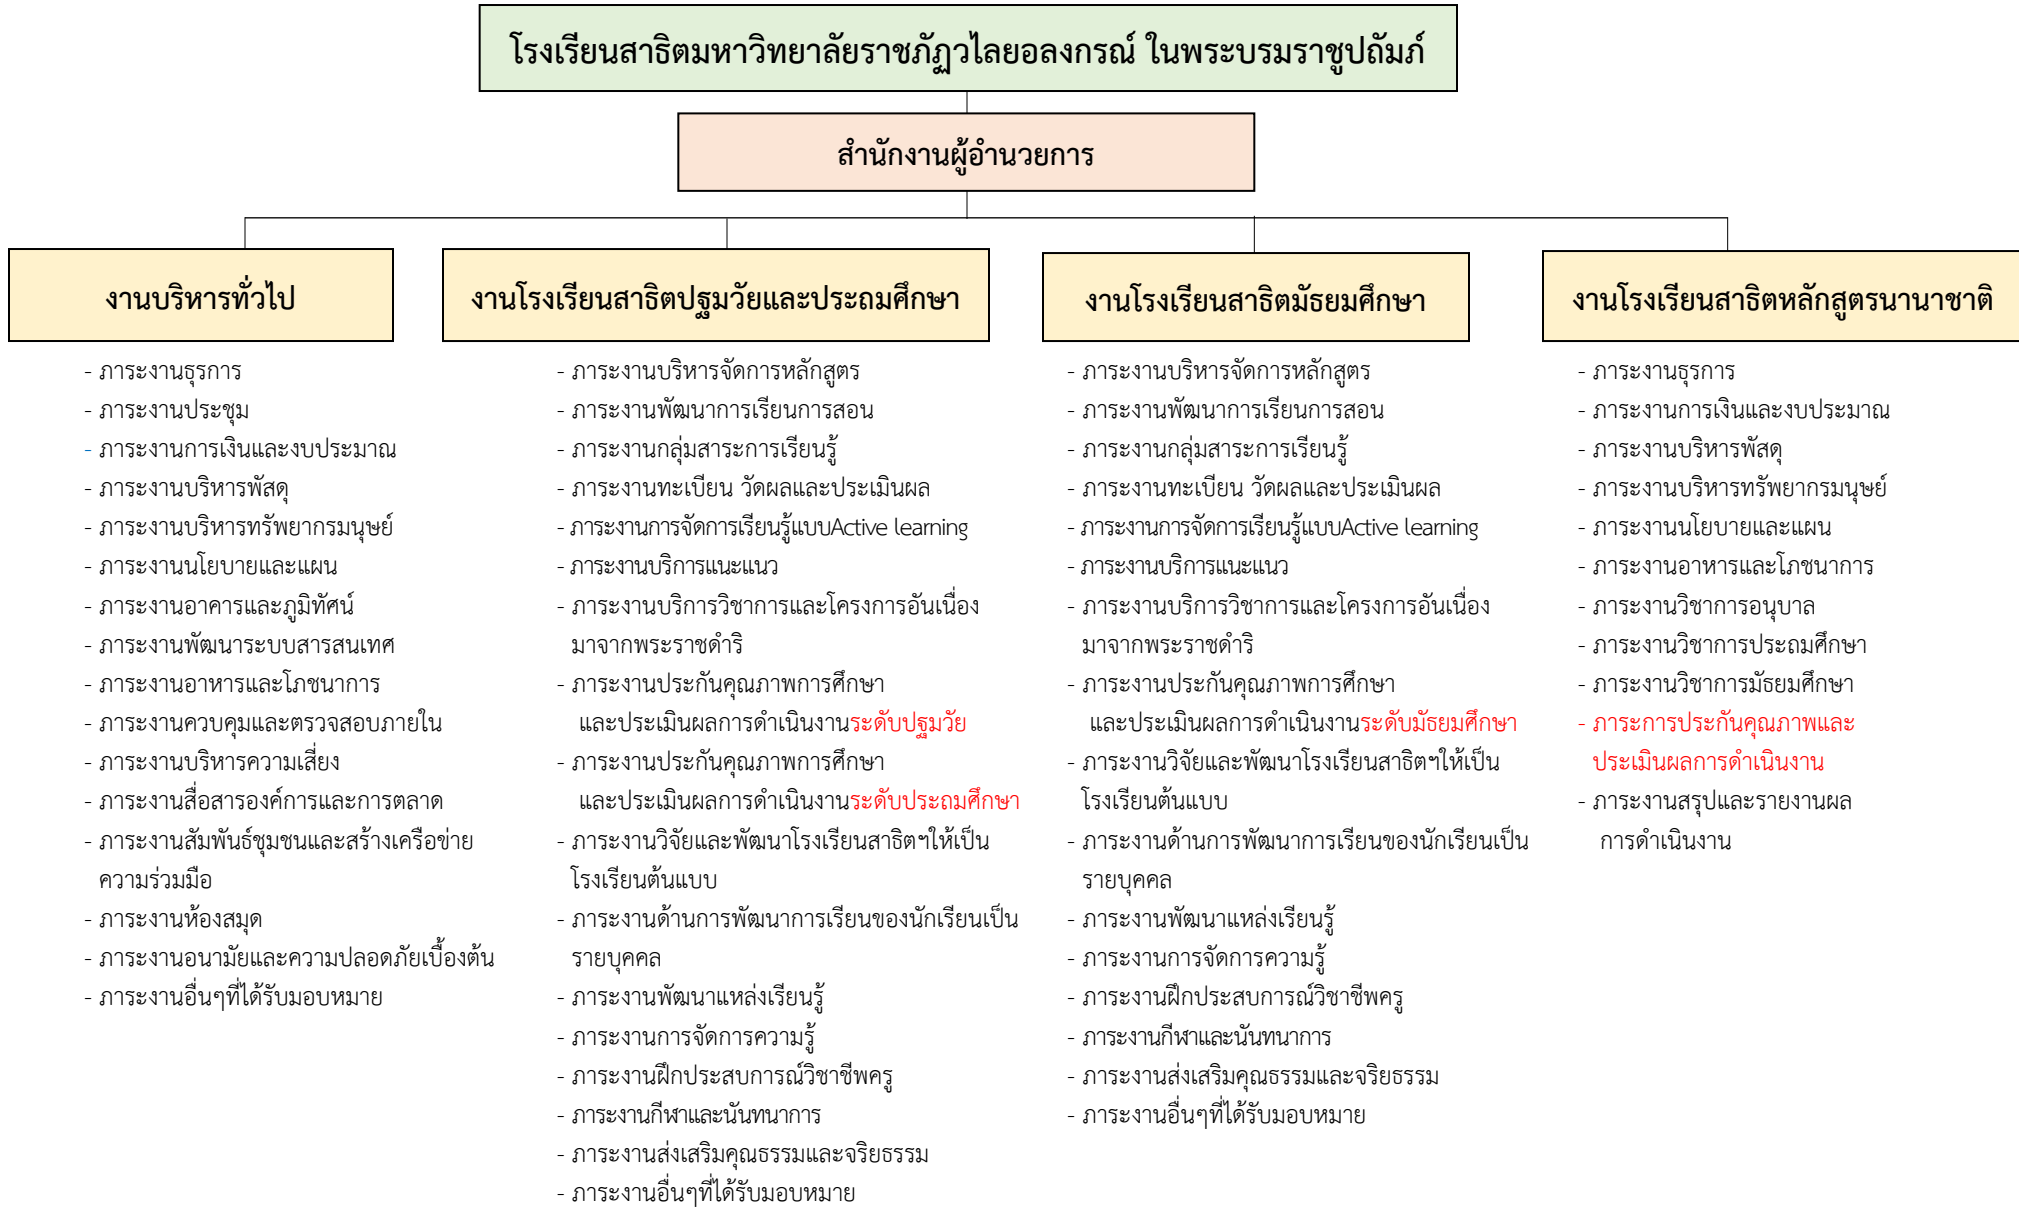 โรงเรียนสาธิตมหาวิทยาลัยราชภัฏวไลยอลงกรณ์ ในพระบรมราชูปถัมภ์
สำนักงานผู้อำนวยการ
งานบริหารทั่วไป
- ภาระงานธุรการ
- ภาระงานประชุม
- ภาระงานการเงินและงบประมาณ
- ภาระงานบริหารพัสดุ
- ภาระงานบริหารทรัพยากรมนุษย์
- ภาระงานนโยบายและแผน
- ภาระงานอาคารและภูมิทัศน์
- ภาระงานพัฒนาระบบสารสนเทศ
- ภาระงานอาหารและโภชนาการ
- ภาระงานควบคุมและตรวจสอบภายใน
- ภาระงานบริหารความเสี่ยง
- ภาระงานสื่อสารองค์การและการตลาด
- ภาระงานสัมพันธ์ชุมชนและสร้างเครือข่าย
ความร่วมมือ
- ภาระงานห้องสมุด
- ภาระงานอนามัยและความปลอดภัยเบื้องต้น
- ภาระงานอื่นๆที่ได้รับมอบหมาย
งานโรงเรียนสาธิตปฐมวัยและประถมศึกษา
- ภาระงานบริหารจัดการหลักสูตร
- ภาระงานพัฒนาการเรียนการสอน
- ภาระงานกลุ่มสาระการเรียนรู้
- ภาระงานทะเบียน วัดผลและประเมินผล
- ภาระงานการจัดการเรียนรู้แบบActive learning
- ภาระงานบริการแนะแนว
- ภาระงานบริการวิชาการและโครงการอันเนื่อง
มาจากพระราชดำริ
- ภาระงานประกันคุณภาพการศึกษา
และประเมินผลการดำเนินงานระดับปฐมวัย
- ภาระงานประกันคุณภาพการศึกษา
และประเมินผลการดำเนินงานระดับประถมศึกษา
- ภาระงานวิจัยและพัฒนาโรงเรียนสาธิตฯให้เป็น
โรงเรียนต้นแบบ
- ภาระงานด้านการพัฒนาการเรียนของนักเรียนเป็น
รายบุคคล
- ภาระงานพัฒนาแหล่งเรียนรู้
- ภาระงานการจัดการความรู้
- ภาระงานฝึกประสบการณ์วิชาชีพครู
- ภาระงานกีฬาและนันทนาการ
- ภาระงานส่งเสริมคุณธรรมและจริยธรรม
- ภาระงานอื่นๆที่ได้รับมอบหมาย
งานโรงเรียนสาธิตมัธยมศึกษา
- ภาระงานบริหารจัดการหลักสูตร
- ภาระงานพัฒนาการเรียนการสอน
- ภาระงานกลุ่มสาระการเรียนรู้
- ภาระงานทะเบียน วัดผลและประเมินผล
- ภาระงานการจัดการเรียนรู้แบบActive learning
- ภาระงานบริการแนะแนว
- ภาระงานบริการวิชาการและโครงการอันเนื่อง
มาจากพระราชดำริ
- ภาระงานประกันคุณภาพการศึกษา
และประเมินผลการดำเนินงานระดับมัธยมศึกษา
- ภาระงานวิจัยและพัฒนาโรงเรียนสาธิตฯให้เป็น
โรงเรียนต้นแบบ
- ภาระงานด้านการพัฒนาการเรียนของนักเรียนเป็น
รายบุคคล
- ภาระงานพัฒนาแหล่งเรียนรู้
- ภาระงานการจัดการความรู้
- ภาระงานฝึกประสบการณ์วิชาชีพครู
- ภาระงานกีฬาและนันทนาการ
- ภาระงานส่งเสริมคุณธรรมและจริยธรรม
- ภาระงานอื่นๆที่ได้รับมอบหมาย
งานโรงเรียนสาธิตหลักสูตรนานาชาติ
- ภาระงานธุรการ
- ภาระงานการเงินและงบประมาณ
- ภาระงานบริหารพัสดุ
- ภาระงานบริหารทรัพยากรมนุษย์
- ภาระงานนโยบายและแผน
- ภาระงานอาหารและโภชนาการ
- ภาระงานวิชาการอนุบาล
- ภาระงานวิชาการประถมศึกษา
- ภาระงานวิชาการมัธยมศึกษา
- ภาระการประกันคุณภาพและ
ประเมินผลการดำเนินงาน
- ภาระงานสรุปและรายงานผล
การดำเนินงาน